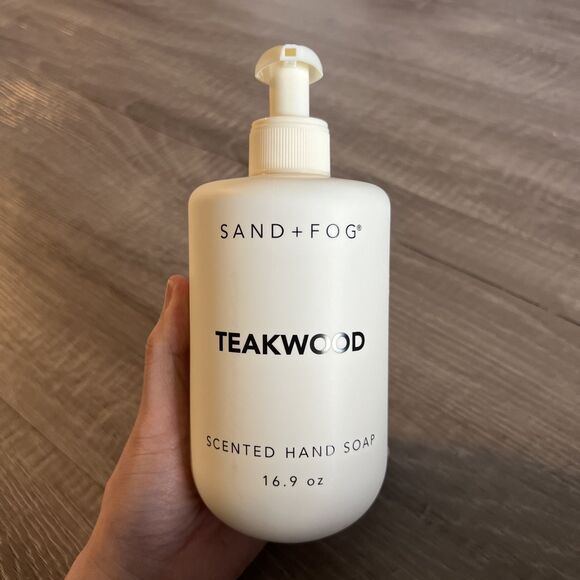 SAND + FOG®
TEAKWOOD
SCENTED HAND SOAP
16.9 oz